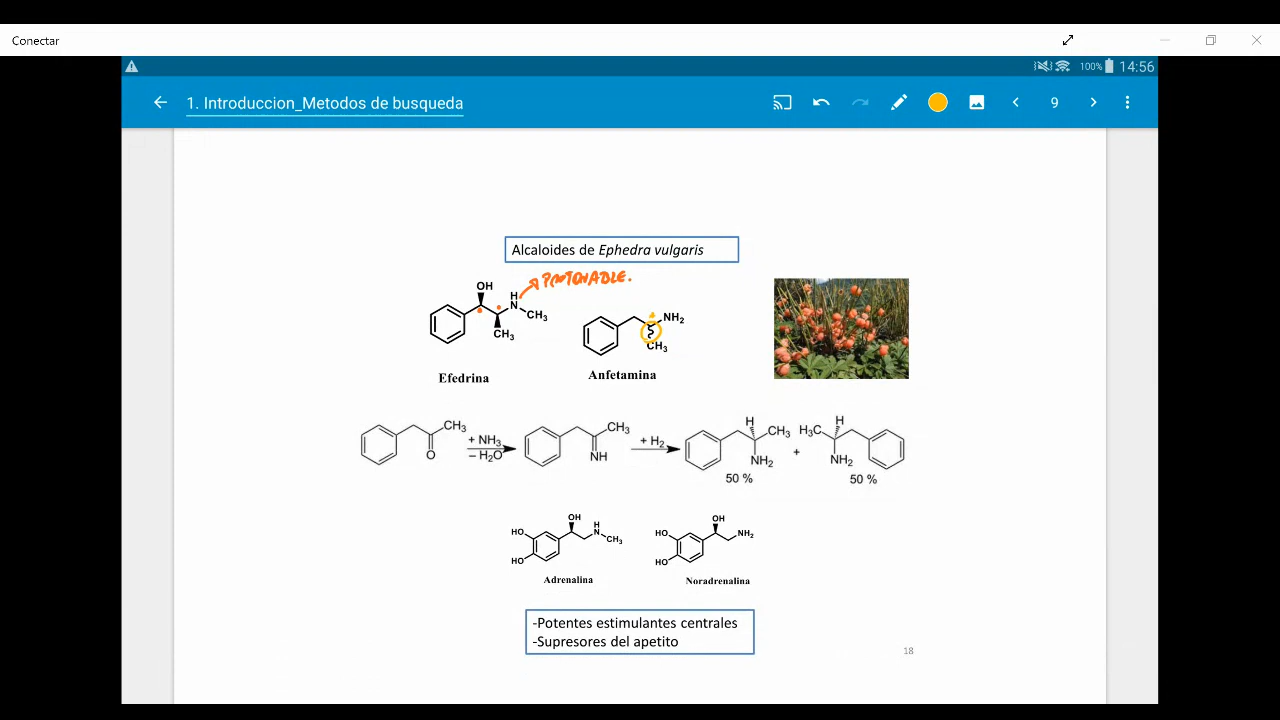 Conectar
100% 14:56
1. Introduccion_Metodos de busqueda
9
Alcaloides de Ephedra vulgaris
PROTONABLE.
OH
H
N
CH3
CH3
Efedrina
NH2
CH3
Anfetamina
CH3
O
+ NH3
− H2O
CH3
NH
+ H2
H
CH3
NH2
50 %
+
H
H3C
NH2
50 %
OH
HO
H
N
CH3
HO
Adrenalina
OH
HO
NH2
HO
Noradrenalina
-Potentes estimulantes centrales
-Supresores del apetito
18